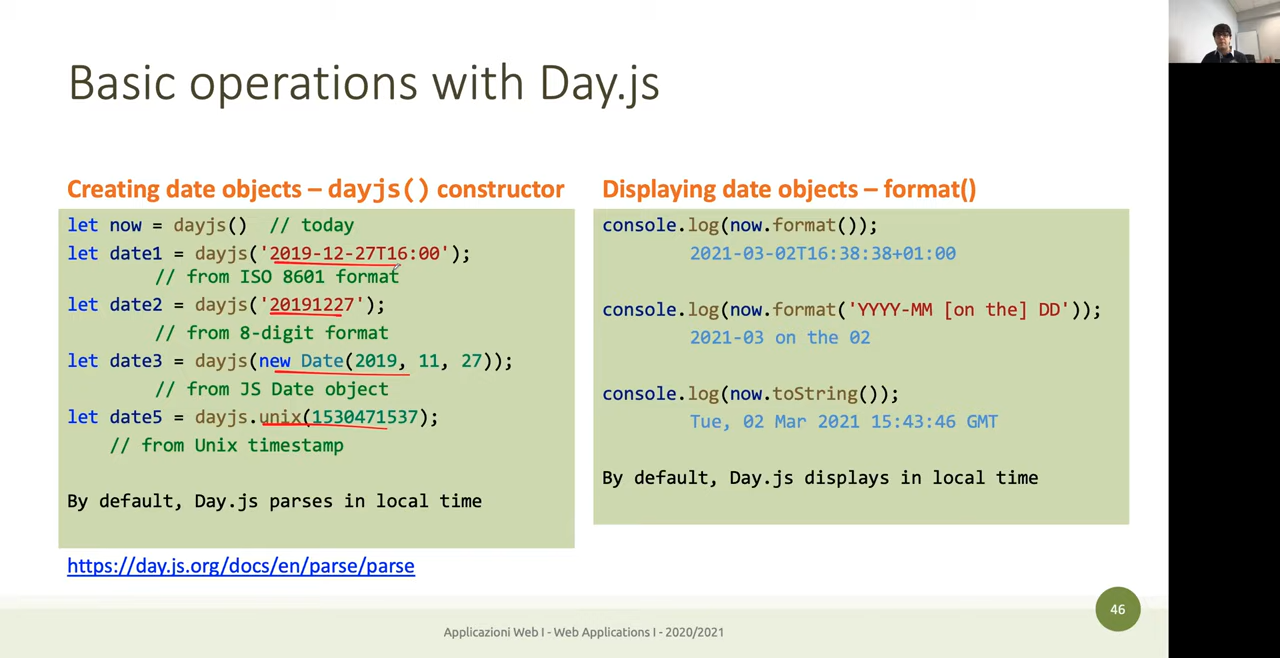 Basic operations with Day.js
Creating date objects – dayjs() constructor
let now = dayjs()  // today
let date1 = dayjs('2019-12-27T16:00');
// from ISO 8601 format
let date2 = dayjs('20191227');
// from 8-digit format
let date3 = dayjs(new Date(2019, 11, 27));
// from JS Date object
let date5 = dayjs.unix(1530471537);
// from Unix timestamp
By default, Day.js parses in local time
https://day.js.org/docs/en/parse/parse
Displaying date objects – format()
console.log(now.format());
2021-03-02T16:38:38+01:00
console.log(now.format('YYYY-MM [on the] DD'));
2021-03 on the 02
console.log(now.toString());
Tue, 02 Mar 2021 15:43:46 GMT
By default, Day.js displays in local time
46
Applicazioni Web I - Web Applications I - 2020/2021